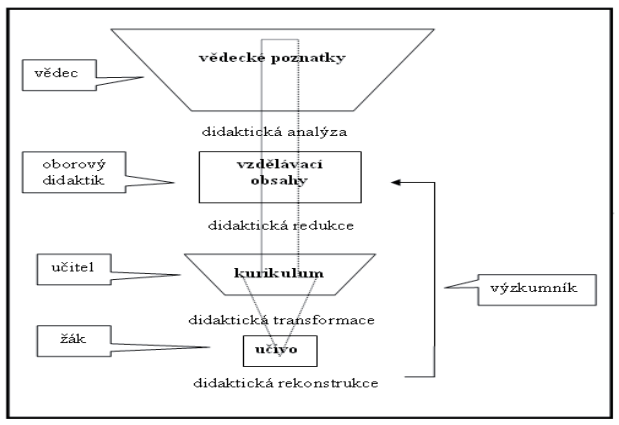 vědecké poznatky
vědec
didaktická analýza
oborový
didaktik
vzdělávací
obsahy
didaktická redukce
učitel
kurikulum
výzkumník
didaktická transformace
žák
učivo
didaktická rekonstrukce